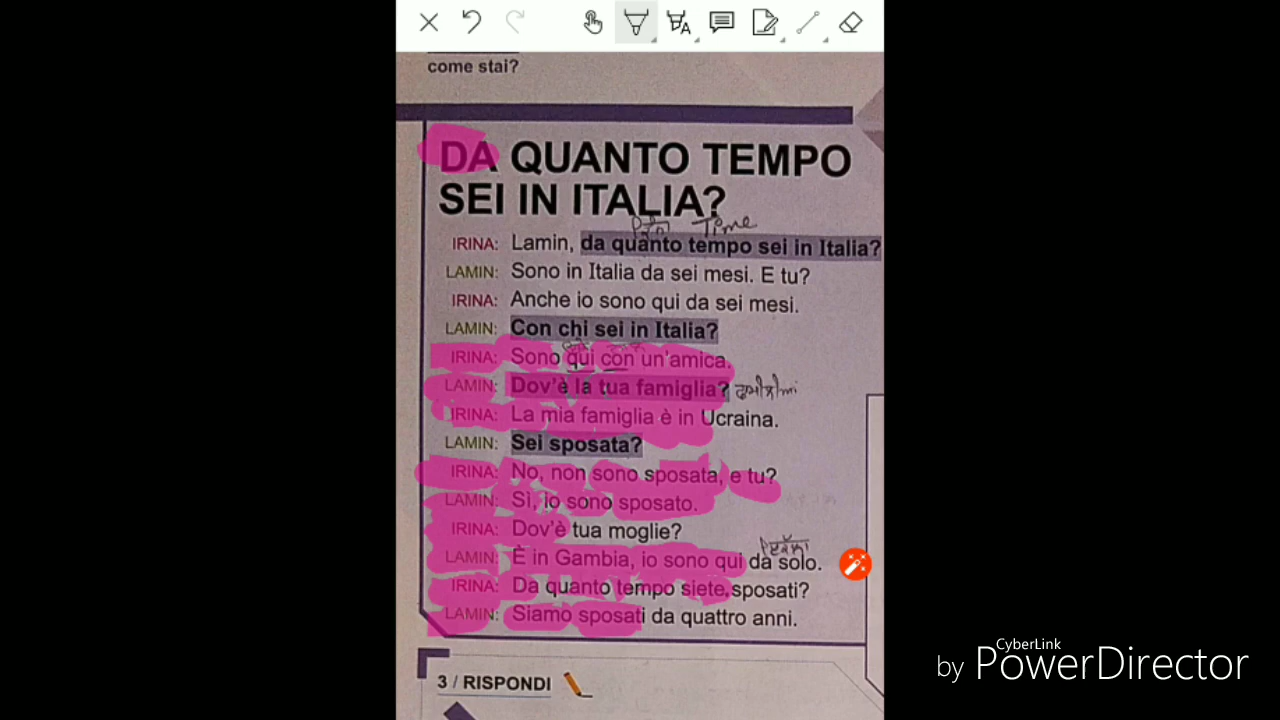 come stai?
DA QUANTO TEMPO
SEI IN ITALIA?
Time
IRINA: Lamin, da quanto tempo sei in Italia?
LAMIN: Sono in Italia da sei mesi. E tu?
IRINA: Anche io sono qui da sei mesi.
LAMIN: Con chi sei in Italia?
IRINA: Sono qui con un'amica.
LAMIN: Dov'è la tua famiglia?
IRINA: La mia famiglia è in Ucraina.
LAMIN: Sei sposata?
IRINA: No, non sono sposata, e tu?
LAMIN: Sì, io sono sposato.
IRINA: Dov'è tua moglie?
LAMIN: È in Gambia, io sono qui da solo.
IRINA: Da quanto tempo siete sposati?
LAMIN: Siamo sposati da quattro anni.
3 / RISPONDI
CyberLink
by PowerDirector